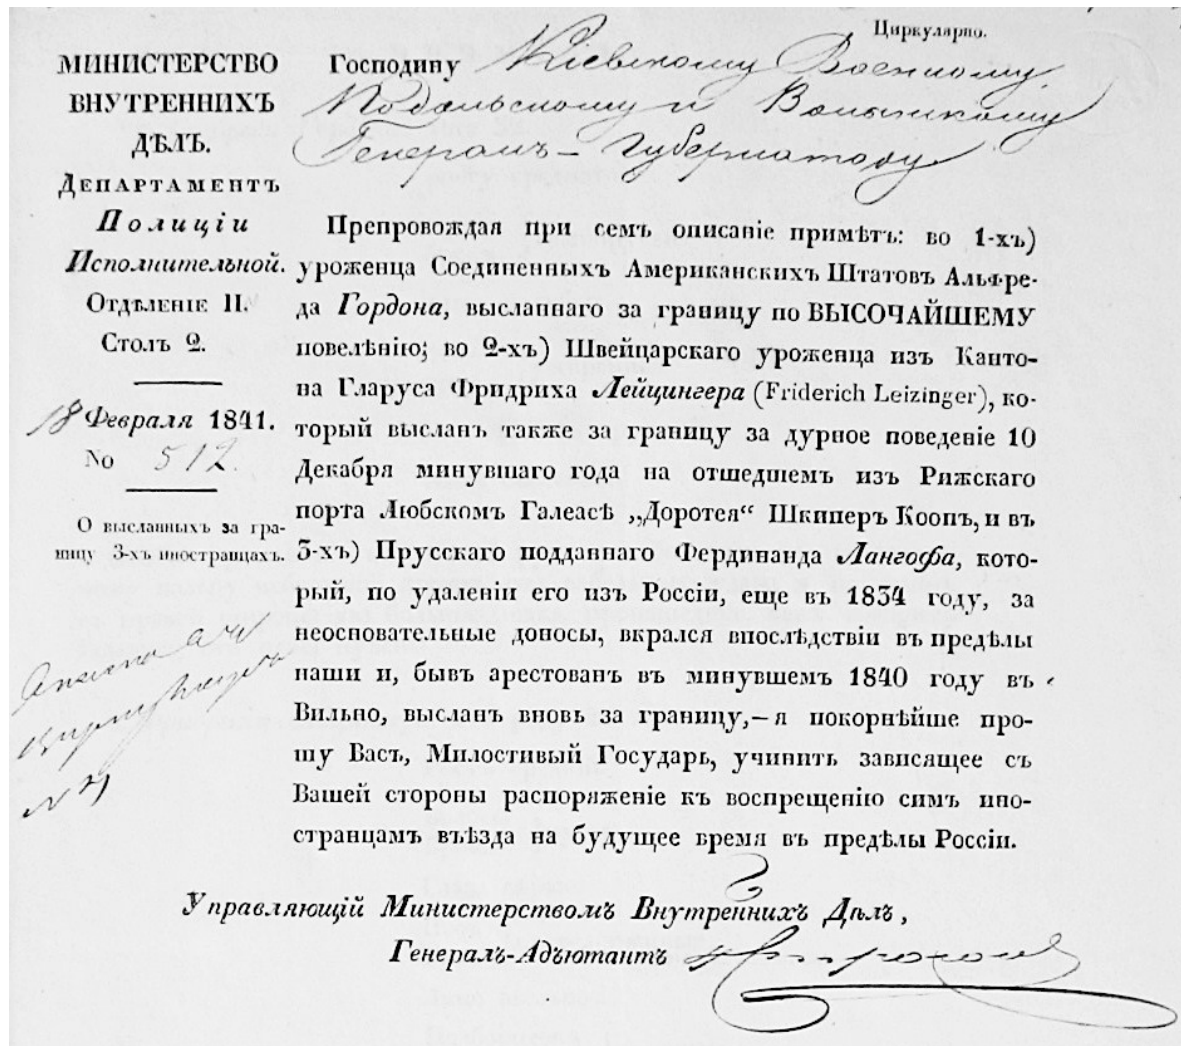 Циркулярно.
МИНИСТЕРСТВО
ВНУТРЕННИХЪ
ДѢЛЪ.
ДЕПАРТАМЕНТЪ
Полиціи
Исполнительной.
ОТДѢЛЕНІЕ II.
СТОЛЪ 2.
18 Февраля 1841.
No 512.
О высланныхъ за гра-
ницу 3-хъ иностранцахъ.
Господину Кіевскому Военному,
Подольскому и Волынскому
Генералъ-Губернатору
Препровождая при семъ описаніе примѣтъ: во 1-хъ)
уроженца Соединенныхъ Американскихъ Штатовъ Альфре-
да Гордона, высланнаго за границу по ВЫСОЧАЙШЕМУ
повелѣнію; во 2-хъ) Швейцарскаго уроженца изъ Канто-
на Гларуса Фридриха Лейцингера (Friderich Leizinger), ко-
торый высланъ также за границу за дурное поведеніе 10
Декабря минувшаго года на отшедшемъ изъ Рижскаго
порта Любскомъ Галеасѣ „Доротея“ Шкиперъ Коопъ, и въ
3-хъ) Прусскаго подданнаго Фердинанда Лангофа, кото-
рый, по удаленіи его изъ Россіи, еще въ 1834 году, за
неосновательные доносы, вкрался впослѣдствіи въ предѣлы
наши и, бывъ арестованъ въ минувшемъ 1840 году въ
Вильно, высланъ вновь за границу,—я покорнѣйше про-
шу Васъ, Милостивый Государь, учинить зависящее съ
Вашей стороны распоряженіе къ воспрещенію симъ ино-
странцамъ въѣзда на будущее время въ предѣлы Россіи.
Управляющій Министерствомъ Внутреннихъ Дѣлъ,
Генералъ-Адъютантъ